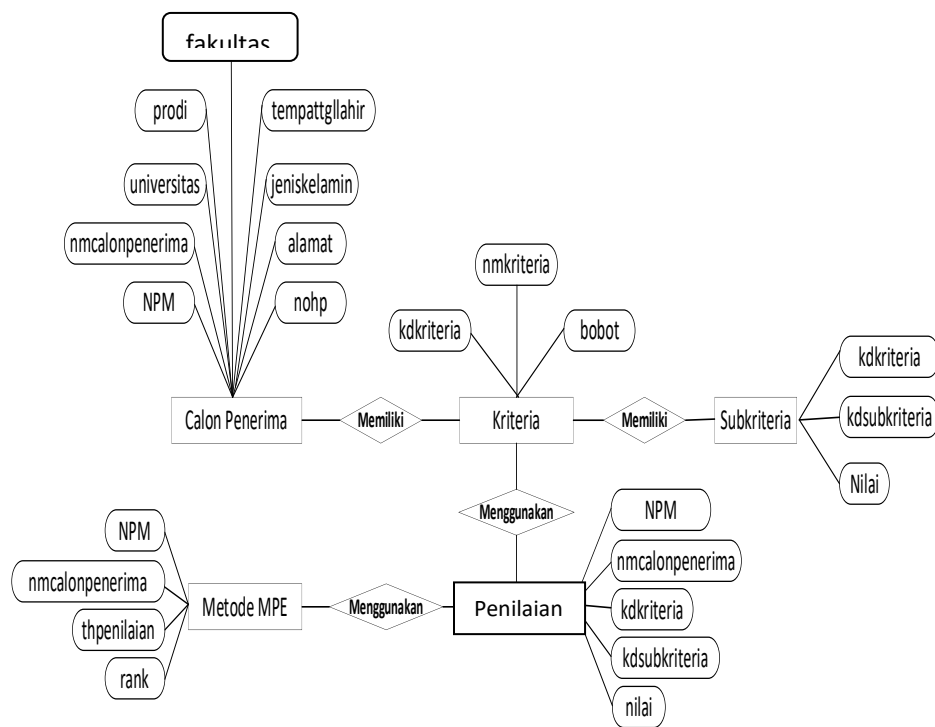 fakultas
prodi
tempattgllahir
universitas
jeniskelamin
nmcalonpenerima
alamat
NPM
nohp
nmkriteria
kdkriteria
bobot
kdkriteria
kdsubkriteria
Nilai
Calon Penerima
Memiliki
Kriteria
Memiliki
Subkriteria
Menggunakan
NPM
nmcalonpenerima
thpenilaian
rank
Metode MPE
Menggunakan
Penilaian
NPM
nmcalonpenerima
kdkriteria
kdsubkriteria
nilai